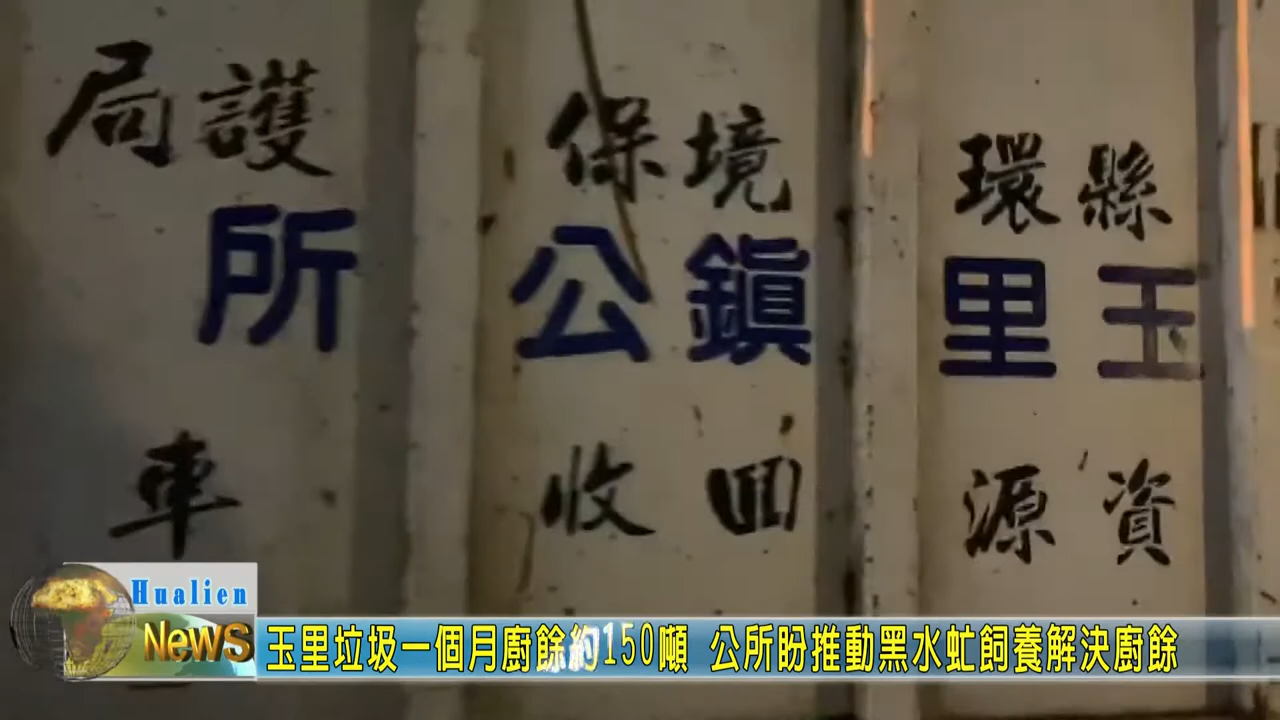 縣環境保護局
玉里鎮公所
資源回收車
Hualien
News
玉里垃圾一個月廚餘約150噸 公所盼推動黑水虻飼養解決廚餘